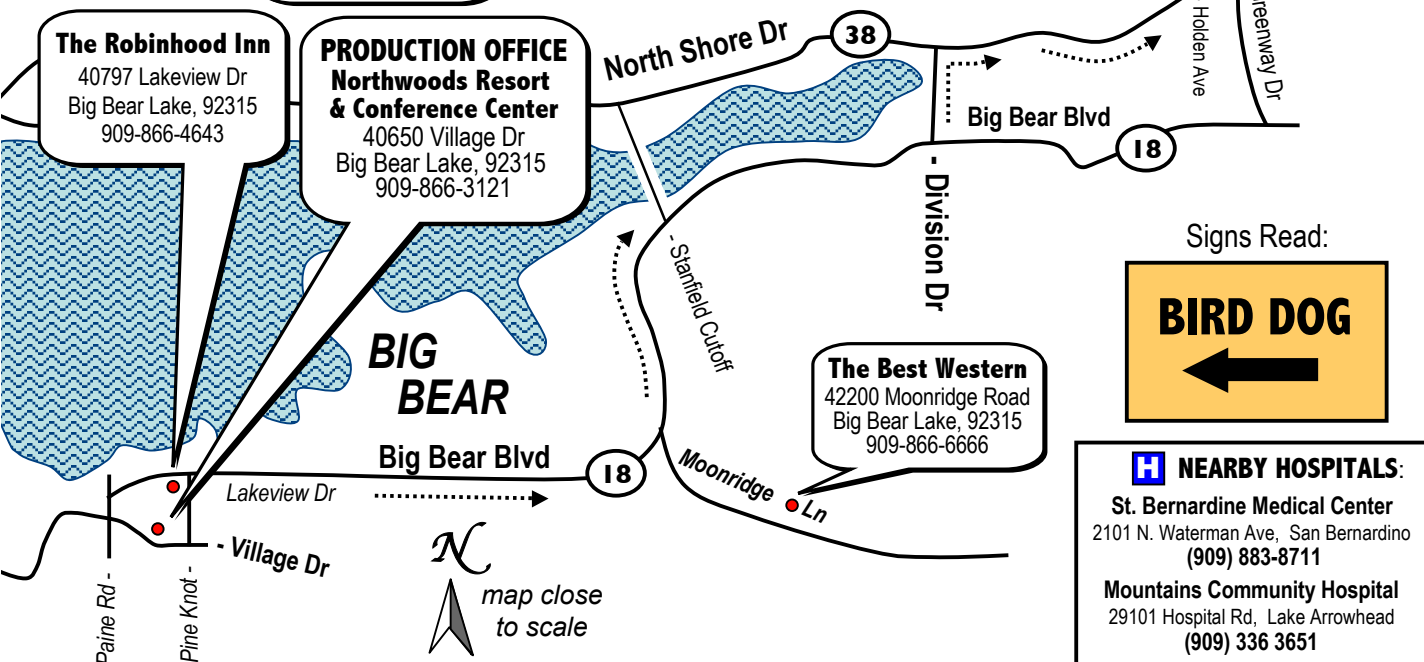 The Robinhood Inn
40797 Lakeview Dr
Big Bear Lake, 92315
909-866-4643
PRODUCTION OFFICE
Northwoods Resort
& Conference Center
40650 Village Dr
Big Bear Lake, 92315
909-866-3121
North Shore Dr
38
Holden Ave
reenway Dr
Big Bear Blvd
18
- Division Dr
- Stanfield Cutoff
Signs Read:
BIRD DOG
BIG
BEAR
The Best Western
42200 Moonridge Road
Big Bear Lake, 92315
909-866-6666
Big Bear Blvd
18
Lakeview Dr
Moonridge Ln
- Village Dr
Paine Rd -
Pine Knot -
N
map close
to scale
H NEARBY HOSPITALS:
St. Bernardine Medical Center
2101 N. Waterman Ave, San Bernardino
(909) 883-8711
Mountains Community Hospital
29101 Hospital Rd, Lake Arrowhead
(909) 336 3651